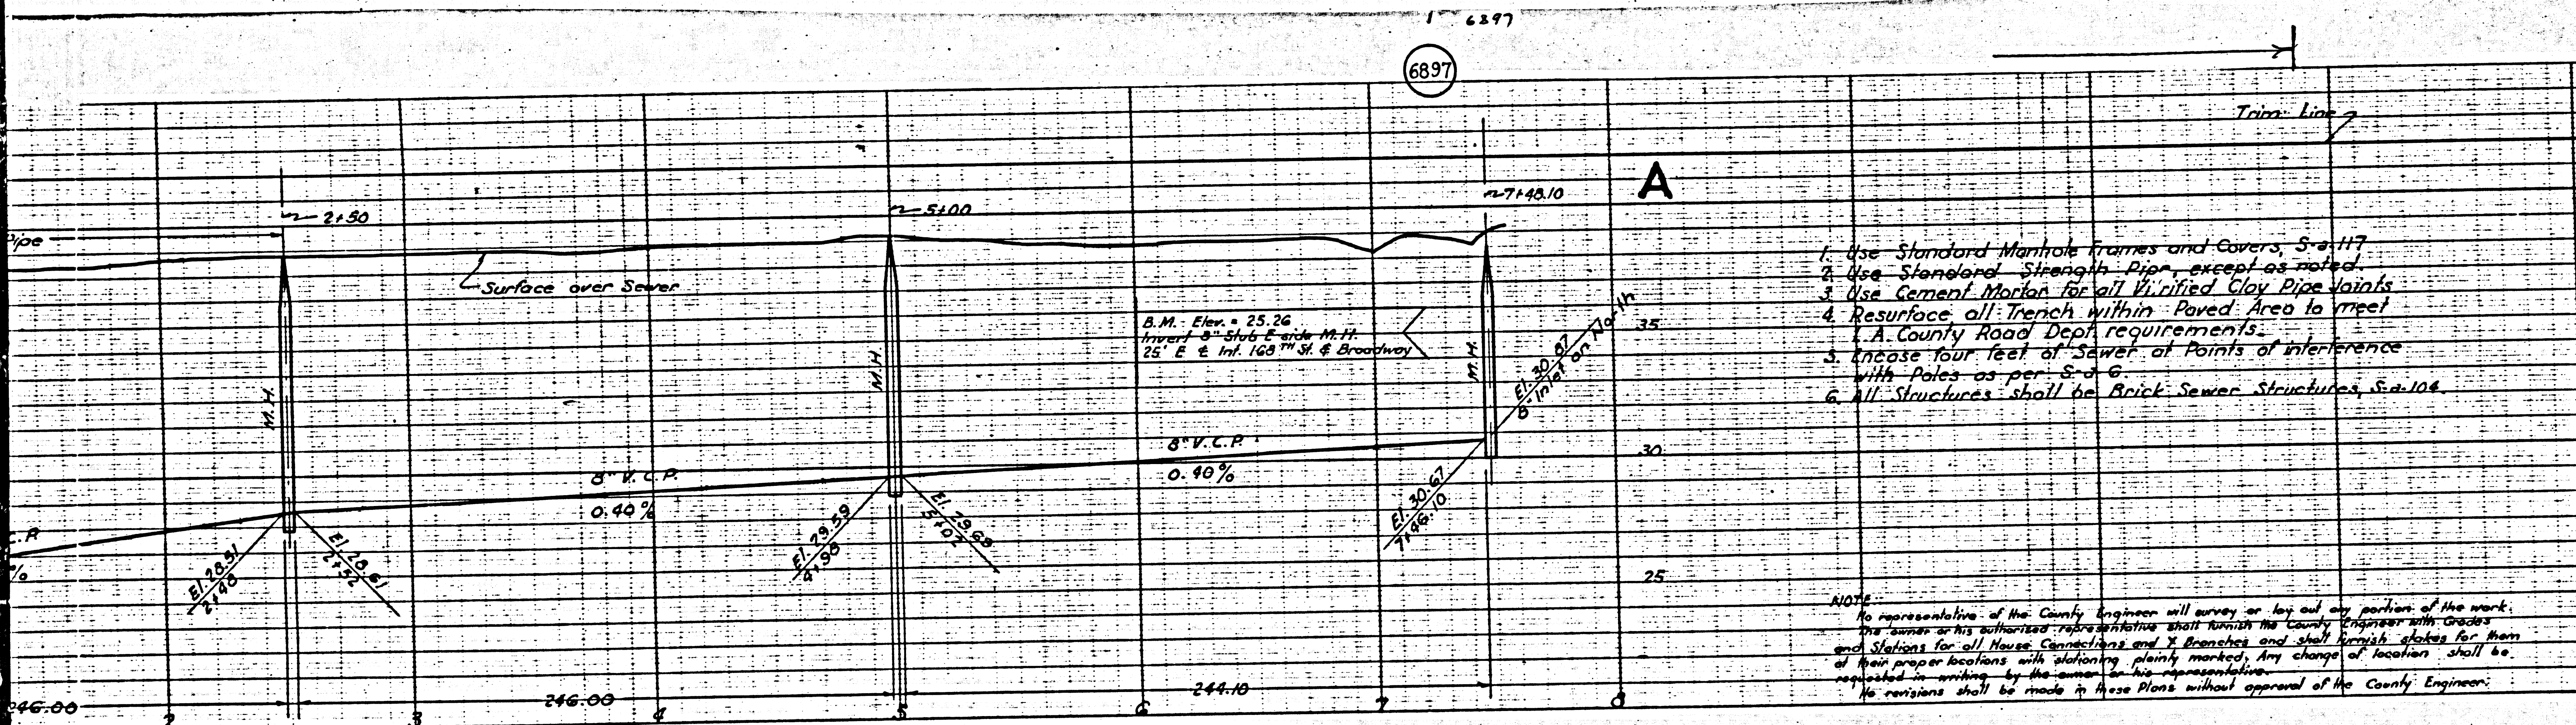 1 6897
6897
Trim Line
A
2+50
5+00
7+48.10
Pipe
Surface over Sewer
B.M. Elev. = 25.26
Invert 8" Stub E side M.H.
25' E ℄ Int. 168TH St. & Broadway
M.H.
M.H.
M.H.
El. 30.67
8" Inlet on North
35
30
25
8" V.C.P.
0.40%
8" V.C.P.
0.40%
C.P.
%
El. 28.51
2+48
El. 28.61
2+52
El. 29.59
4+98
El. 29.69
5+02
El. 30.67
7+46.10
1. Use Standard Manhole Frames and Covers, S-a-117
2. Use Standard Strength Pipe, except as noted.
3. Use Cement Mortar for all Vitrified Clay Pipe Joints
4. Resurface all Trench within Paved Area to meet
L.A. County Road Dept. requirements.
5. Encase four feet of Sewer at Points of interference
with Poles as per S-a-6.
6. All Structures shall be Brick Sewer Structures, S-a-104.
NOTE:
No representative of the County Engineer will survey or lay out any portion of the work.
The owner or his authorized representative shall furnish the County Engineer with Grades
and Stations for all House Connections and Y Branches and shall furnish stakes for them
at their proper locations with stationing plainly marked. Any change of location shall be
requested in writing by the owner or his representative.
No revisions shall be made in these Plans without approval of the County Engineer.
246.00
246.00
244.10
2
3
4
5
6
7
8